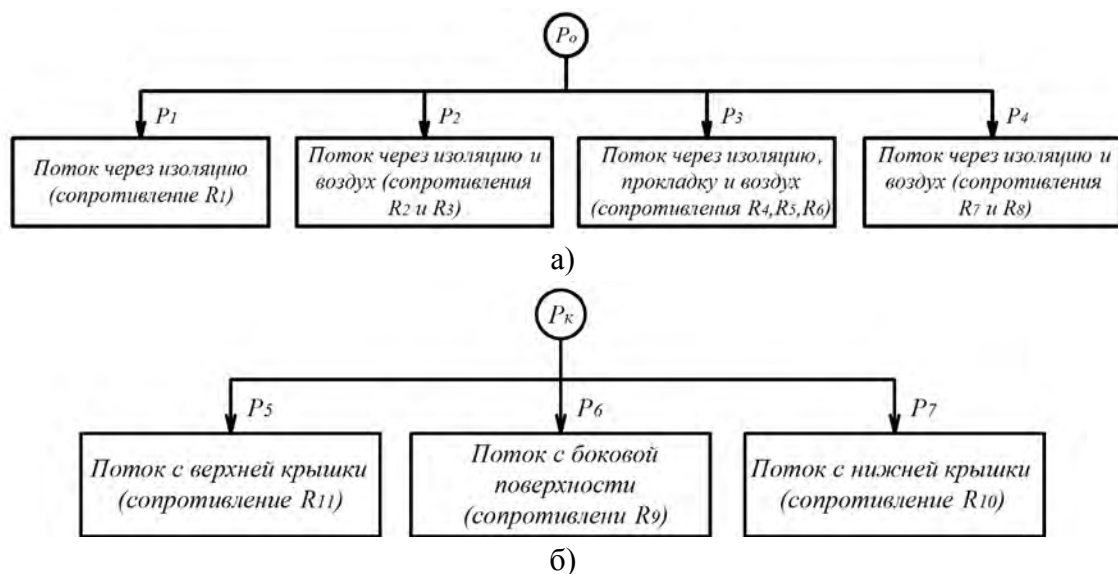 Pо
P1
P2
P3
P4
Поток через изоляцию
(сопротивление R1)
Поток через изоляцию и
воздух (сопротивления
R2 и R3)
Поток через изоляцию,
прокладку и воздух
(сопротивления R4,R5,R6)
Поток через изоляцию и
воздух (сопротивления
R7 и R8)
а)
Pк
P5
P6
P7
Поток с верхней крышки
(сопротивление R11)
Поток с боковой
поверхности
(сопротивлени R9)
Поток с нижней крышки
(сопротивление R10)
б)